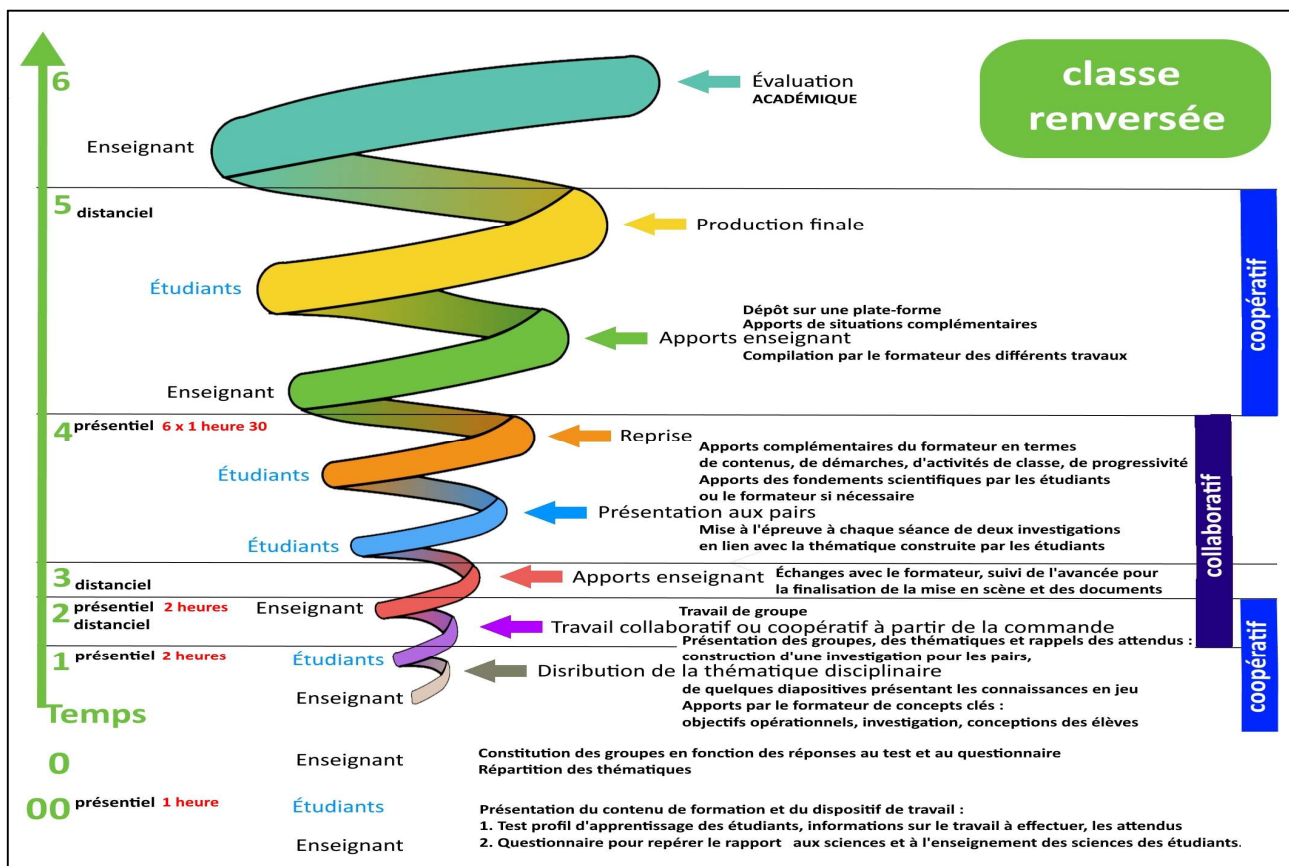 classe
renversée
6
Évaluation
ACADÉMIQUE
Enseignant
5 distanciel
Production finale
Étudiants
Dépôt sur une plate-forme
Apports de situations complémentaires
Apports enseignant
Compilation par le formateur des différents travaux
Enseignant
coopératif
4 présentiel 6 x 1 heure 30
Reprise
Apports complémentaires du formateur en termes
de contenus, de démarches, d'activités de classe, de progressivité
Apports des fondements scientifiques par les étudiants
ou le formateur si nécessaire
Étudiants
Présentation aux pairs
Mise à l'épreuve à chaque séance de deux investigations
en lien avec la thématique construite par les étudiants
Étudiants
collaboratif
3 distanciel
Apports enseignant
Échanges avec le formateur, suivi de l'avancée pour
la finalisation de la mise en scène et des documents
2 présentiel 2 heures
distanciel
Enseignant
Travail de groupe
Travail collaboratif ou coopératif à partir de la commande
Présentation des groupes, des thématiques et rappels des attendus :
construction d'une investigation pour les pairs,
1 présentiel 2 heures
Étudiants
Disribution de la thématique disciplinaire
de quelques diapositives présentant les connaissances en jeu
Enseignant
Apports par le formateur de concepts clés :
objectifs opérationnels, investigation, conceptions des élèves
coopératif
Temps
0
Enseignant
Constitution des groupes en fonction des réponses au test et au questionnaire
Répartition des thématiques
00 présentiel 1 heure
Étudiants
Présentation du contenu de formation et du dispositif de travail :
1. Test profil d'apprentissage des étudiants, informations sur le travail à effectuer, les attendus
Enseignant
2. Questionnaire pour repérer le rapport aux sciences et à l'enseignement des sciences des étudiants.